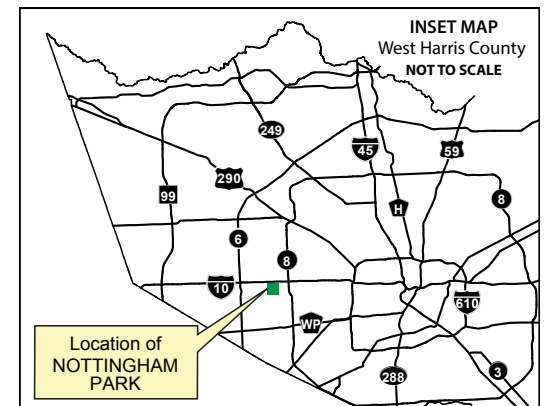 INSET MAP
West Harris County
NOT TO SCALE
249
45
59
290
99
H
8
6
8
10
610
WP
Location of
NOTTINGHAM
PARK
288
3